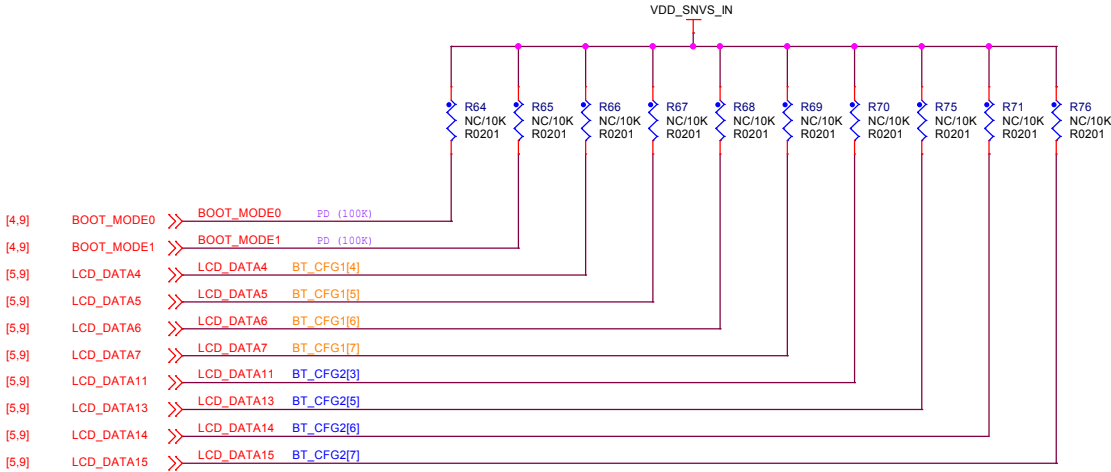 VDD_SNVS_IN
R64
NC/10K
R0201
R65
NC/10K
R0201
R66
NC/10K
R0201
R67
NC/10K
R0201
R68
NC/10K
R0201
R69
NC/10K
R0201
R70
NC/10K
R0201
R75
NC/10K
R0201
R71
NC/10K
R0201
R76
NC/10K
R0201
[4,9] BOOT_MODE0 BOOT_MODE0 PD (100K)
[4,9] BOOT_MODE1 BOOT_MODE1 PD (100K)
[5,9] LCD_DATA4 LCD_DATA4 BT_CFG1[4]
[5,9] LCD_DATA5 LCD_DATA5 BT_CFG1[5]
[5,9] LCD_DATA6 LCD_DATA6 BT_CFG1[6]
[5,9] LCD_DATA7 LCD_DATA7 BT_CFG1[7]
[5,9] LCD_DATA11 LCD_DATA11 BT_CFG2[3]
[5,9] LCD_DATA13 LCD_DATA13 BT_CFG2[5]
[5,9] LCD_DATA14 LCD_DATA14 BT_CFG2[6]
[5,9] LCD_DATA15 LCD_DATA15 BT_CFG2[7]